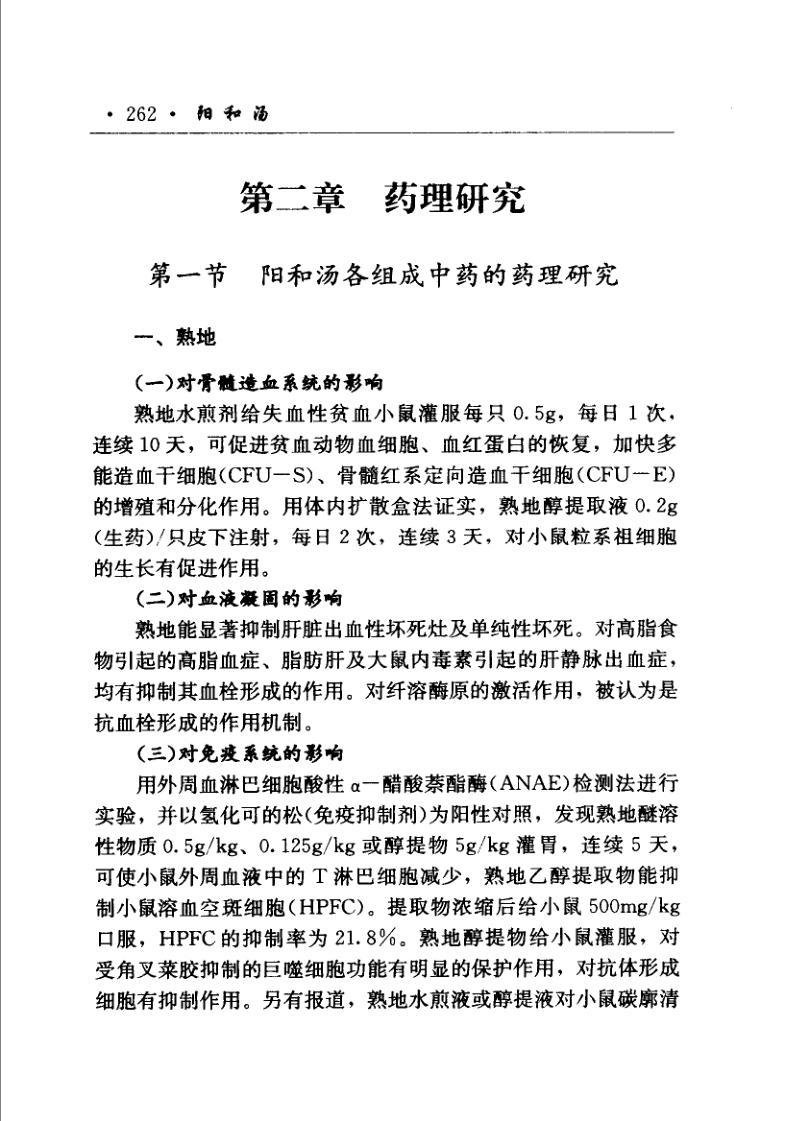 · 262 · 阳和汤
第二章 药理研究
第一节 阳和汤各组成中药的药理研究
一、熟地
(一)对骨髓造血系统的影响
熟地水煎剂给失血性贫血小鼠灌服每只 0.5g，每日 1 次，
连续 10 天，可促进贫血动物血细胞、血红蛋白的恢复，加快多
能造血干细胞(CFU－S)、骨髓红系定向造血干细胞(CFU－E)
的增殖和分化作用。用体内扩散盒法证实，熟地醇提取液 0.2g
(生药)/只皮下注射，每日 2 次，连续 3 天，对小鼠粒系祖细胞
的生长有促进作用。
(二)对血液凝固的影响
熟地能显著抑制肝脏出血性坏死灶及单纯性坏死。对高脂食
物引起的高脂血症、脂肪肝及大鼠内毒素引起的肝静脉出血症，
均有抑制其血栓形成的作用。对纤溶酶原的激活作用，被认为是
抗血栓形成的作用机制。
(三)对免疫系统的影响
用外周血淋巴细胞酸性 α－醋酸萘酯酶(ANAE)检测法进行
实验，并以氢化可的松(免疫抑制剂)为阳性对照，发现熟地醚溶
性物质 0.5g/kg、0.125g/kg 或醇提物 5g/kg 灌胃，连续 5 天，
可使小鼠外周血液中的 T 淋巴细胞减少，熟地乙醇提取物能抑
制小鼠溶血空斑细胞(HPFC)。提取物浓缩后给小鼠 500mg/kg
口服，HPFC 的抑制率为 21.8%。熟地醇提物给小鼠灌服，对
受角叉菜胶抑制的巨噬细胞功能有明显的保护作用，对抗体形成
细胞有抑制作用。另有报道，熟地水煎液或醇提液对小鼠碳廓清